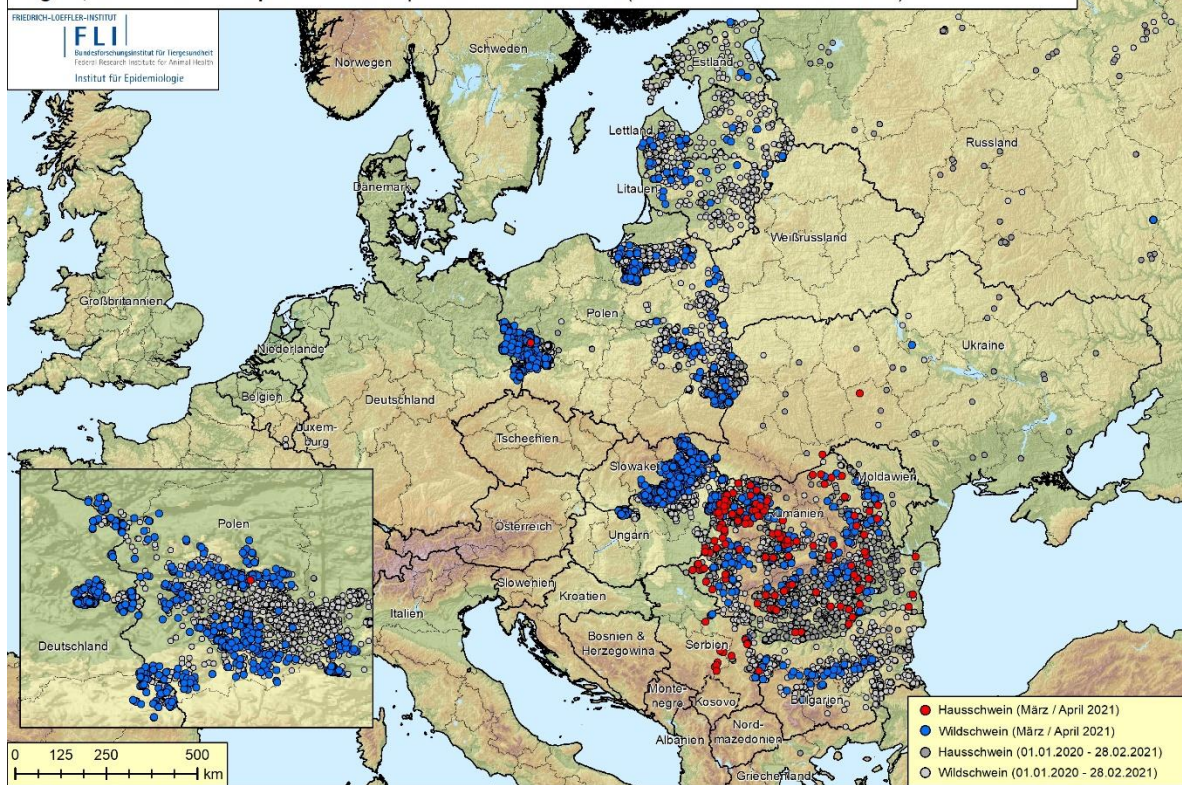 FRIEDRICH-LOEFFLER-INSTITUT
FLI
Bundesforschungsinstitut für Tiergesundheit
Federal Research Institute for Animal Health
Institut für Epidemiologie
Norwegen
Schweden
Estland
Lettland
Russland
Dänemark
Litauen
Weißrussland
Großbritannien
Polen
Niederlande
Ukraine
Belgien
Deutschland
Luxem-
burg
Tschechien
Slowakei
Moldawien
Rumänien
Österreich
Ungarn
Slowenien
Kroatien
Italien
Bosnien &
Herzegowina
Serbien
Monte-
negro
Kosovo
Bulgarien
Nord-
mazedonien
Albanien
Griechenland
Polen
Deutschland
0 125 250 500
km
Hausschwein (März / April 2021)
Wildschwein (März / April 2021)
Hausschwein (01.01.2020 - 28.02.2021)
Wildschwein (01.01.2020 - 28.02.2021)